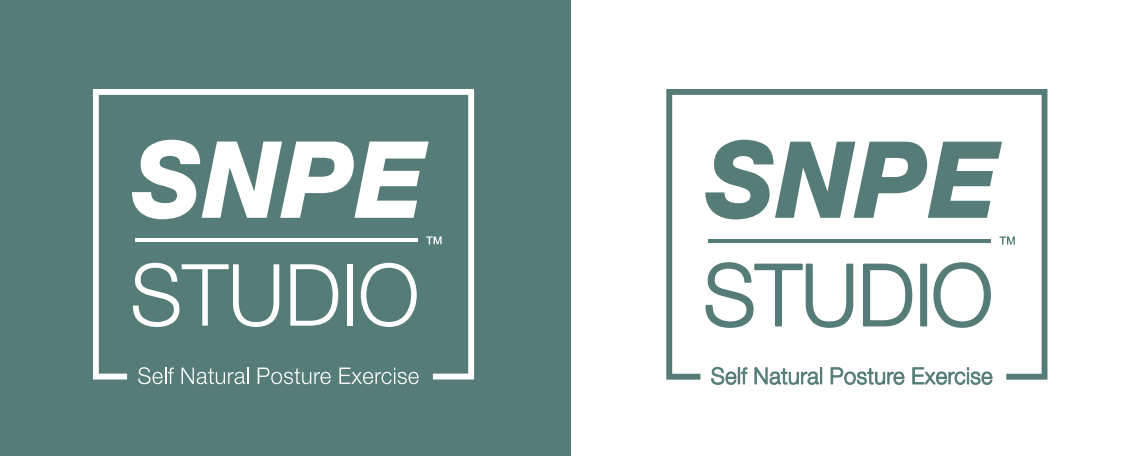 SNPE
™
STUDIO
Self Natural Posture Exercise
SNPE
™
STUDIO
Self Natural Posture Exercise